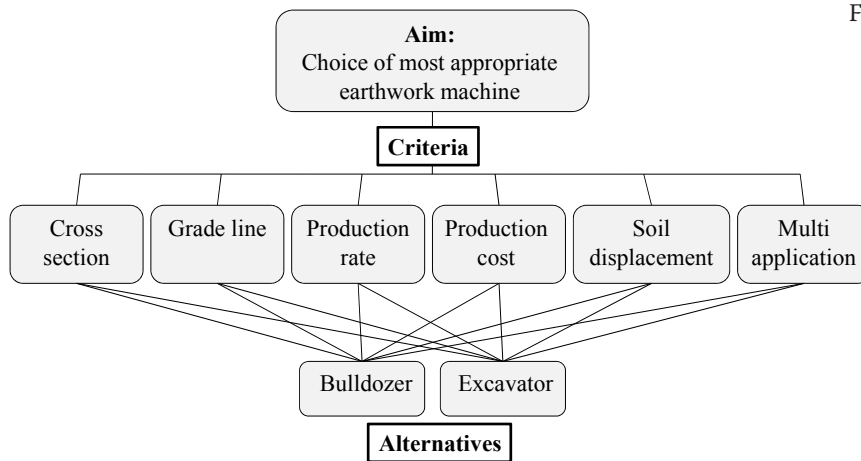 F
Aim:
Choice of most appropriate
earthwork machine
Criteria
Cross
section
Grade line
Production
rate
Production
cost
Soil
displacement
Multi
application
Bulldozer
Excavator
Alternatives